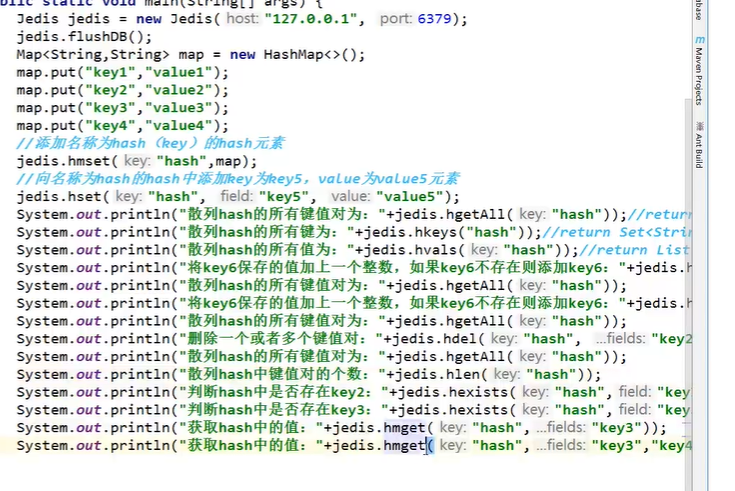 public static void main(String[] args) {
Jedis jedis = new Jedis( host: "127.0.0.1", port: 6379);
jedis.flushDB();
Map<String,String> map = new HashMap<>();
map.put("key1","value1");
map.put("key2","value2");
map.put("key3","value3");
map.put("key4","value4");
//添加名称为hash（key）的hash元素
jedis.hmset( key: "hash",map);
//向名称为hash的hash中添加key为key5，value为value5元素
jedis.hset( key: "hash", field: "key5", value: "value5");
System.out.println("散列hash的所有键值对为："+jedis.hgetAll( key: "hash"));//return
System.out.println("散列hash的所有键为："+jedis.hkeys("hash"));//return Set<Strin
System.out.println("散列hash的所有值为："+jedis.hvals( key: "hash"));//return List
System.out.println("将key6保存的值加上一个整数，如果key6不存在则添加key6："+jedis.h
System.out.println("散列hash的所有键值对为："+jedis.hgetAll( key: "hash"));
System.out.println("将key6保存的值加上一个整数，如果key6不存在则添加key6："+jedis.h
System.out.println("散列hash的所有键值对为："+jedis.hgetAll( key: "hash"));
System.out.println("删除一个或者多个键值对："+jedis.hdel( key: "hash", ...fields: "key2
System.out.println("散列hash的所有键值对为："+jedis.hgetAll( key: "hash"));
System.out.println("散列hash中键值对的个数："+jedis.hlen( key: "hash"));
System.out.println("判断hash中是否存在key2："+jedis.hexists( key: "hash", field: "key
System.out.println("判断hash中是否存在key3："+jedis.hexists( key: "hash", field: "key
System.out.println("获取hash中的值："+jedis.hmget( key: "hash", ...fields: "key3"));
System.out.println("获取hash中的值："+jedis.hmget( key: "hash", ...fields: "key3","key4
abase
m Maven Projects
Ant Build